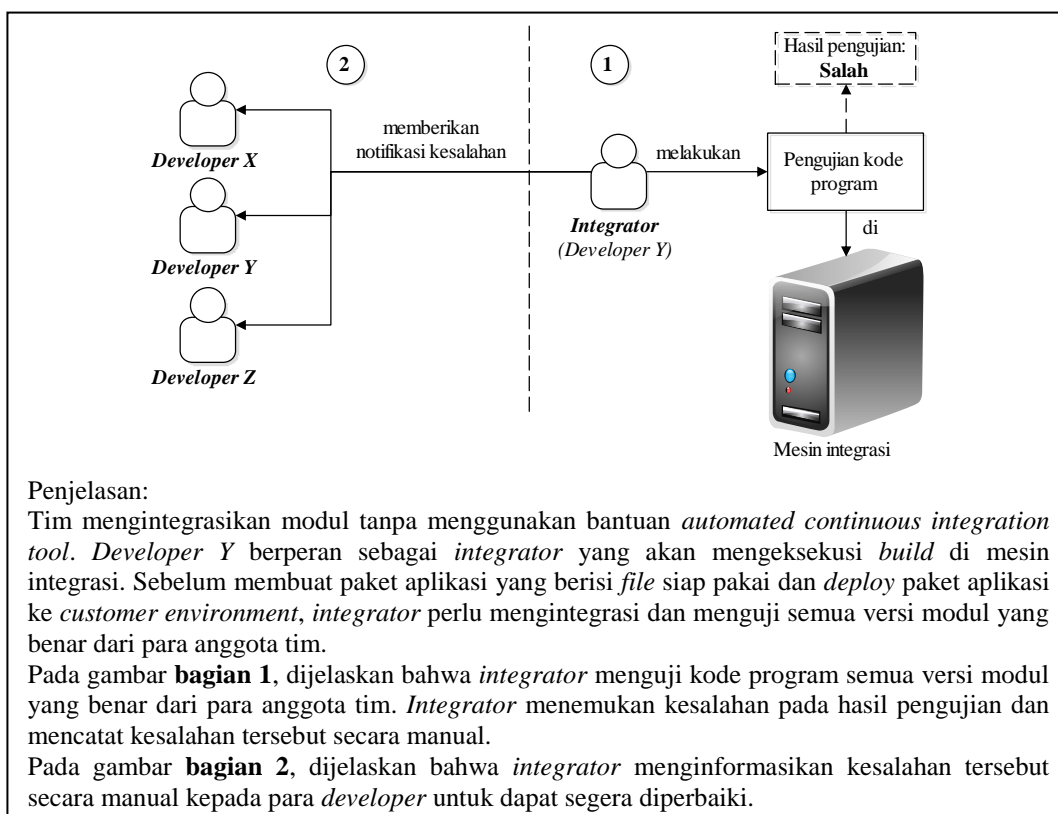 2
1
Hasil pengujian:
Salah
Developer X
memberikan
notifikasi kesalahan
melakukan
Pengujian kode
program
Integrator
(Developer Y)
di
Developer Y
Developer Z
Mesin integrasi
Penjelasan:
Tim mengintegrasikan modul tanpa menggunakan bantuan automated continuous integration
tool. Developer Y berperan sebagai integrator yang akan mengeksekusi build di mesin
integrasi. Sebelum membuat paket aplikasi yang berisi file siap pakai dan deploy paket aplikasi
ke customer environment, integrator perlu mengintegrasi dan menguji semua versi modul yang
benar dari para anggota tim.
Pada gambar bagian 1, dijelaskan bahwa integrator menguji kode program semua versi modul
yang benar dari para anggota tim. Integrator menemukan kesalahan pada hasil pengujian dan
mencatat kesalahan tersebut secara manual.
Pada gambar bagian 2, dijelaskan bahwa integrator menginformasikan kesalahan tersebut
secara manual kepada para developer untuk dapat segera diperbaiki.